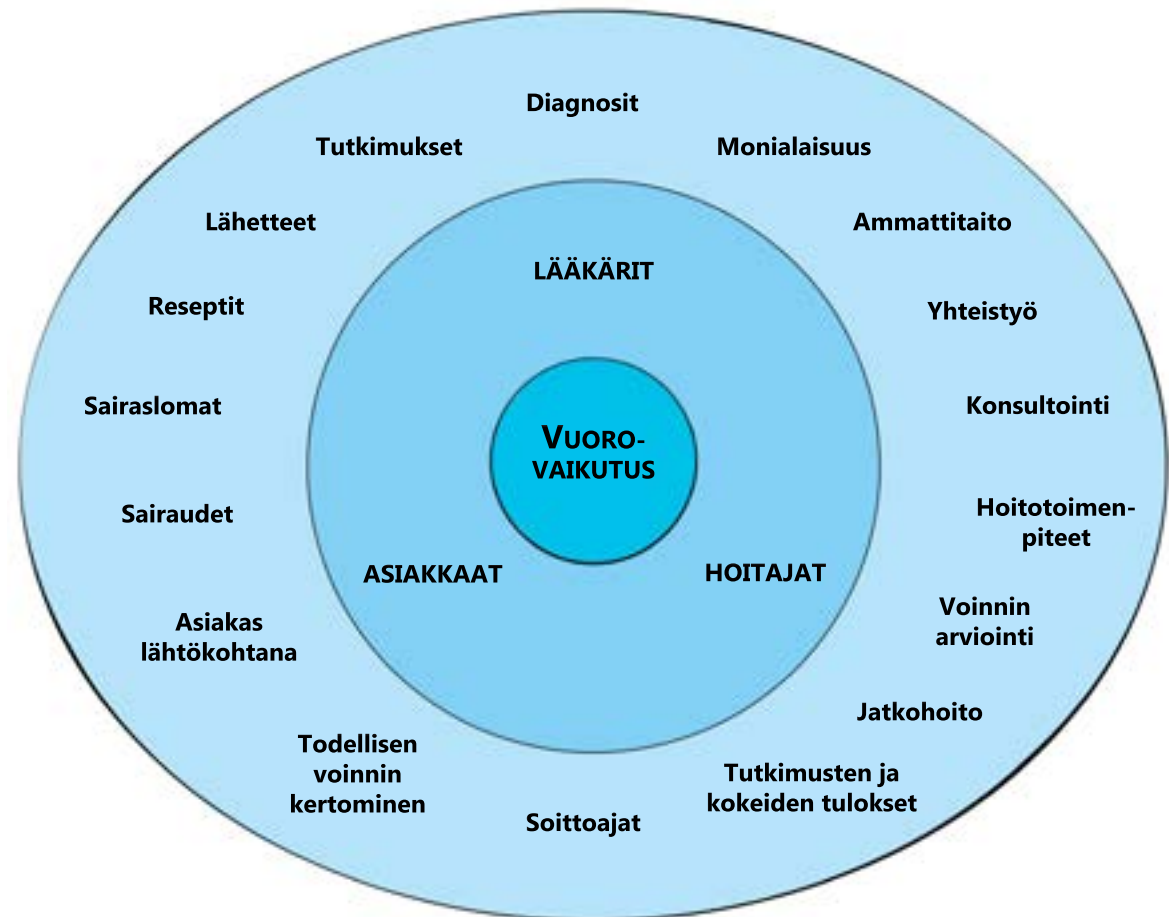 Diagnosit
Tutkimukset
Monialaisuus
Lähetteet
Ammattitaito
LÄÄKÄRIT
Reseptit
Yhteistyö
Sairaslomat
Konsultointi
VUORO-
VAIKUTUS
Sairaudet
Hoitotoimen-
piteet
ASIAKKAAT
HOITAJAT
Asiakas
lähtökohtana
Voinnin
arviointi
Jatkohoito
Todellisen
voinnin
kertominen
Tutkimusten ja
kokeiden tulokset
Soittoajat